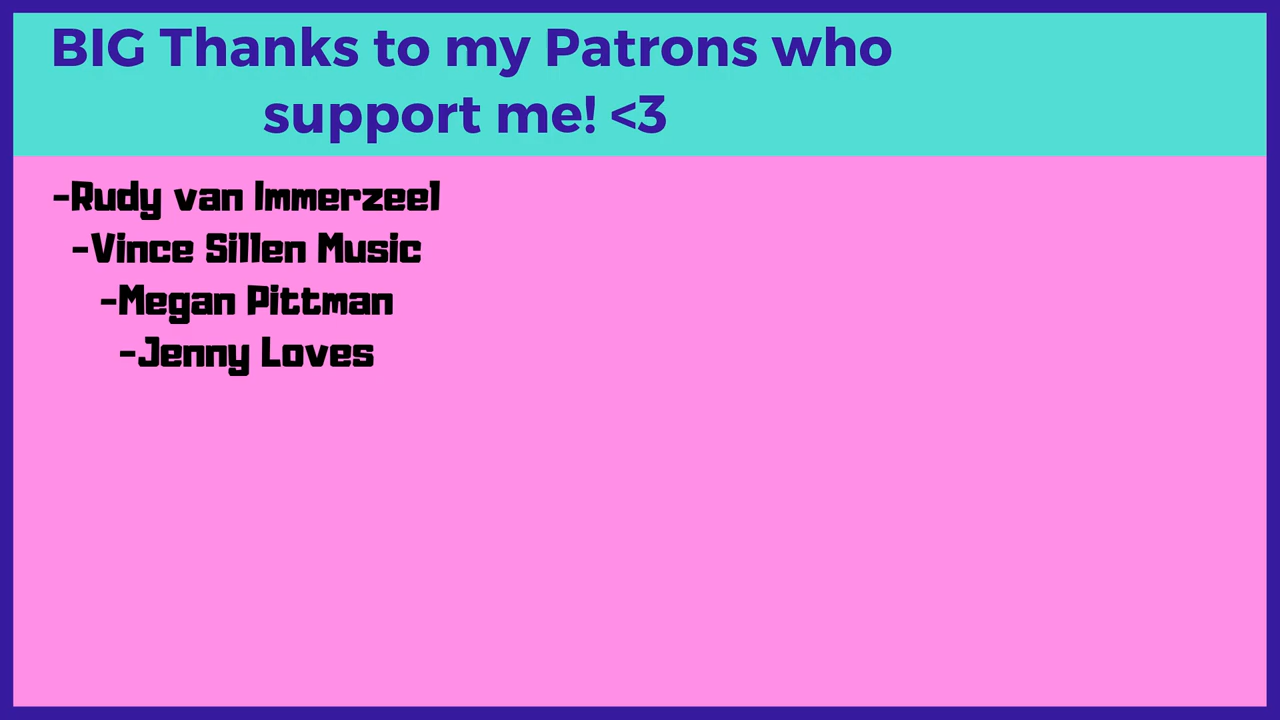 BIG Thanks to my Patrons who
support me! <3
-Rudy van Immerzeel
-Vince Sillen Music
-Megan Pittman
-Jenny Loves